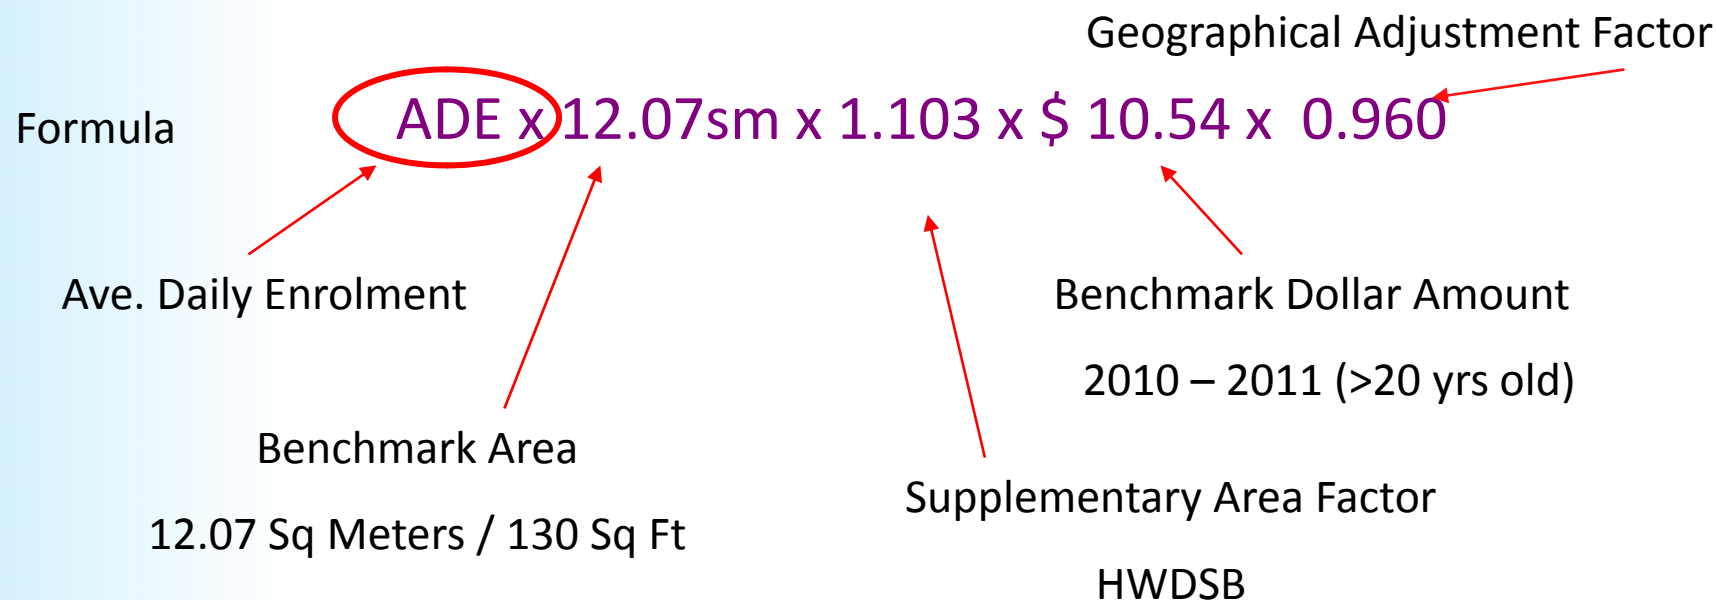 Geographical Adjustment Factor
Formula
ADE x 12.07sm x 1.103 x $ 10.54 x 0.960
Ave. Daily Enrolment
Benchmark Dollar Amount
2010 – 2011 (>20 yrs old)
Benchmark Area
12.07 Sq Meters / 130 Sq Ft
Supplementary Area Factor
HWDSB